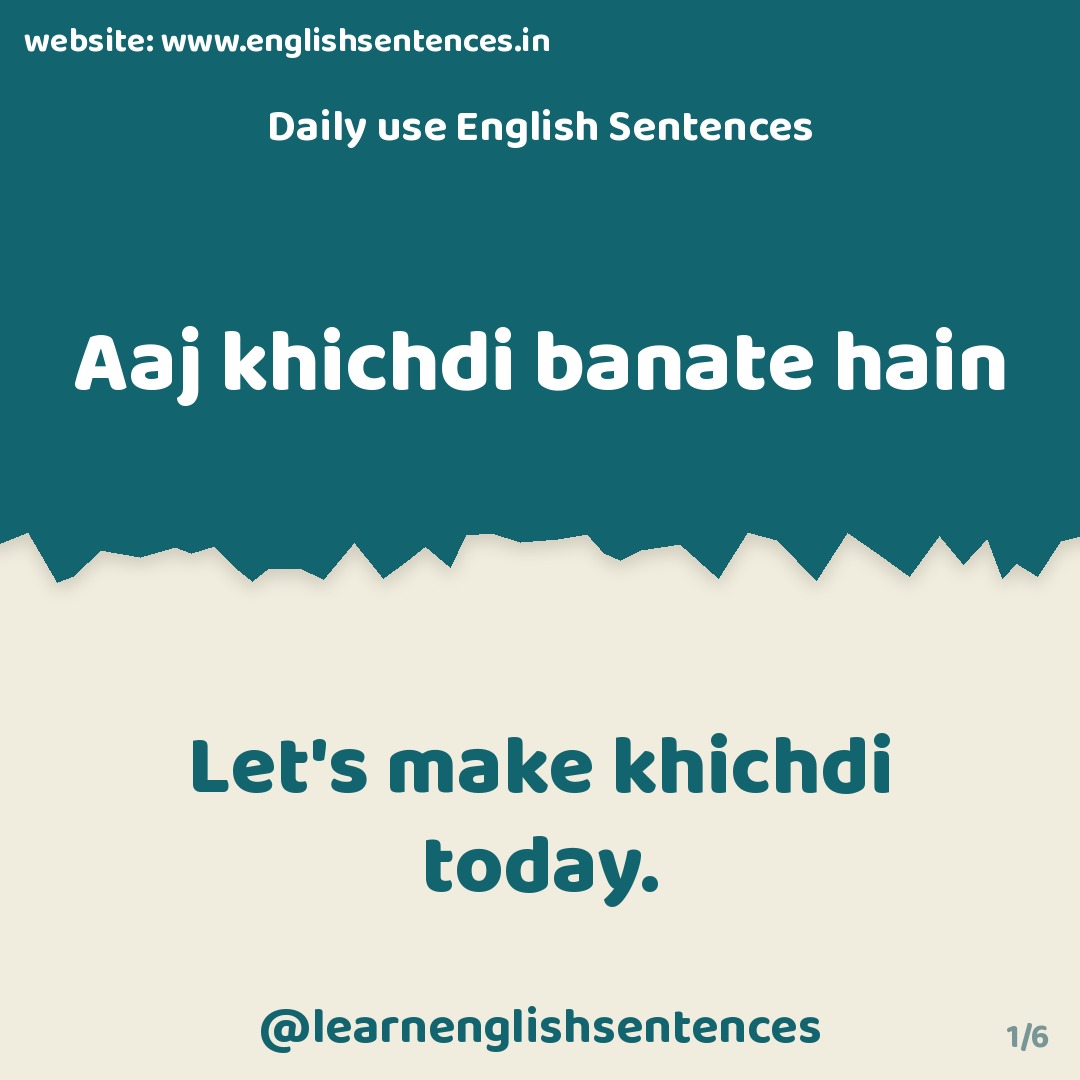 website: www.englishsentences.in
Daily use English Sentences
Aaj khichdi banate hain
Let's make khichdi
today.
@learnenglishsentences
1/6